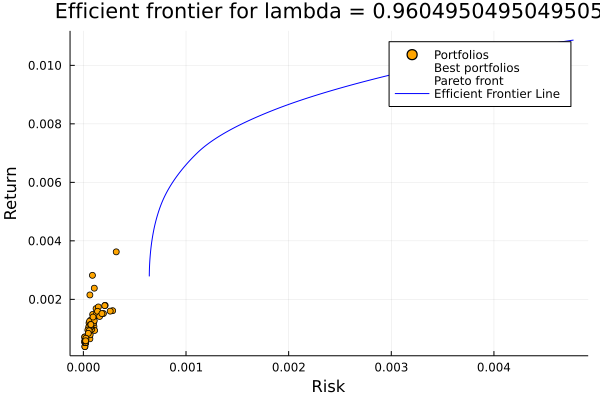 Efficient frontier for lambda = 0.9604950495049505
Return
0.010
0.008
0.006
0.004
0.002
Portfolios
Best portfolios
Pareto front
Efficient Frontier Line
0.000
0.001
0.002
0.003
0.004
Risk